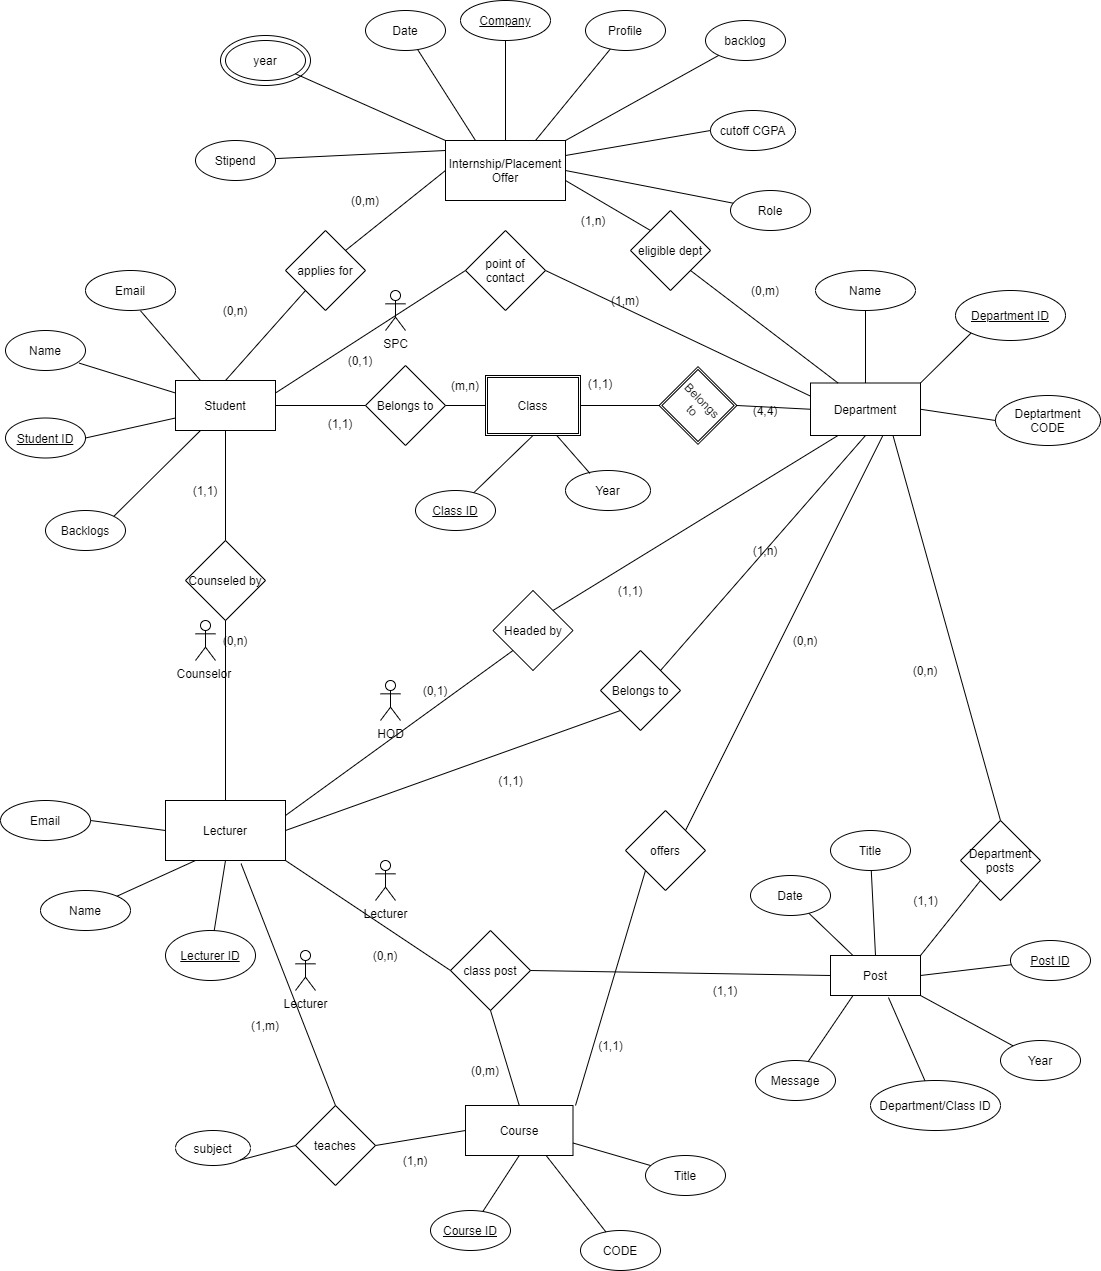 Company
Date
Profile
backlog
year
cutoff CGPA
Stipend
Internship/Placement
Offer
Role
(0,m)
(1,n)
eligible dept
point of
contact
applies for
Email
Name
(0,n)
(1,m)
(0,m)
Department ID
SPC
Name
(0,1)
(m,n)
(1,1)
Student
Belongs to
Class
Belongs
to
(4,4)
Department
Deptartment
CODE
(1,1)
Student ID
(1,1)
Class ID
Year
Backlogs
(1,n)
Counseled by
(1,1)
Headed by
(0,n)
(0,n)
Counselor
(0,n)
(0,1)
Belongs to
HOD
(1,1)
Email
Lecturer
offers
Title
Department
posts
Date
(1,1)
Name
Lecturer
Lecturer ID
(0,n)
class post
Post
Post ID
(1,1)
Lecturer
(1,m)
(1,1)
Year
(0,m)
Message
Department/Class ID
Course
subject
teaches
(1,n)
Title
Course ID
CODE